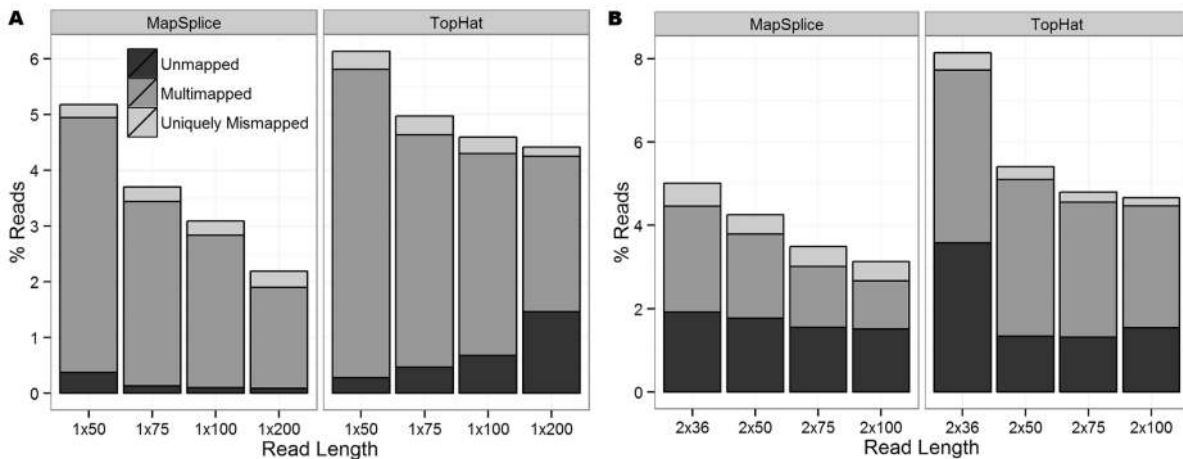 A
MapSplice
TopHat
% Reads
6
5
4
3
2
1
0
Unmapped
Multimapped
Uniquely Mismapped
1x50 1x75 1x100 1x200
1x50 1x75 1x100 1x200
Read Length
B
MapSplice
TopHat
% Reads
8
6
4
2
0
2x36 2x50 2x75 2x100
2x36 2x50 2x75 2x100
Read Length